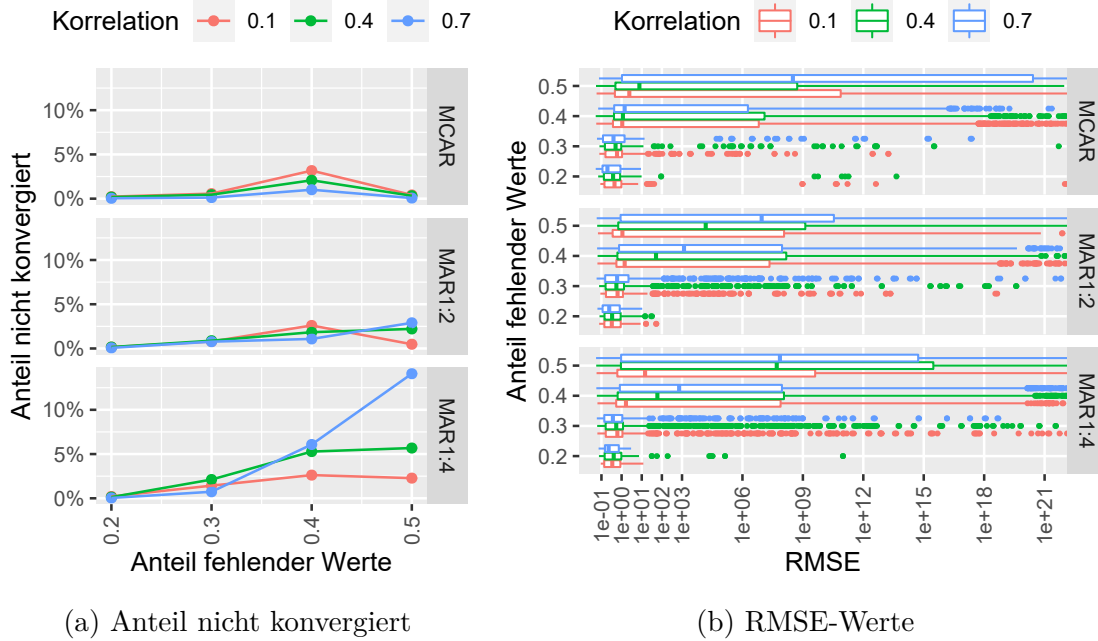 Korrelation 0.1 0.4 0.7
10%
5%
0%
MCAR
10%
5%
0%
MAR1:2
10%
5%
0%
MAR1:4
Anteil nicht konvergiert
0.2 0.3 0.4 0.5
Anteil fehlender Werte
(a) Anteil nicht konvergiert
Korrelation 0.1 0.4 0.7
0.5
0.4
0.3
0.2
MCAR
0.5
0.4
0.3
0.2
MAR1:2
0.5
0.4
0.3
0.2
MAR1:4
Anteil fehlender Werte
1e-01 1e+00 1e+01 1e+02 1e+03 1e+06 1e+09 1e+12 1e+15 1e+18 1e+21
RMSE
(b) RMSE-Werte